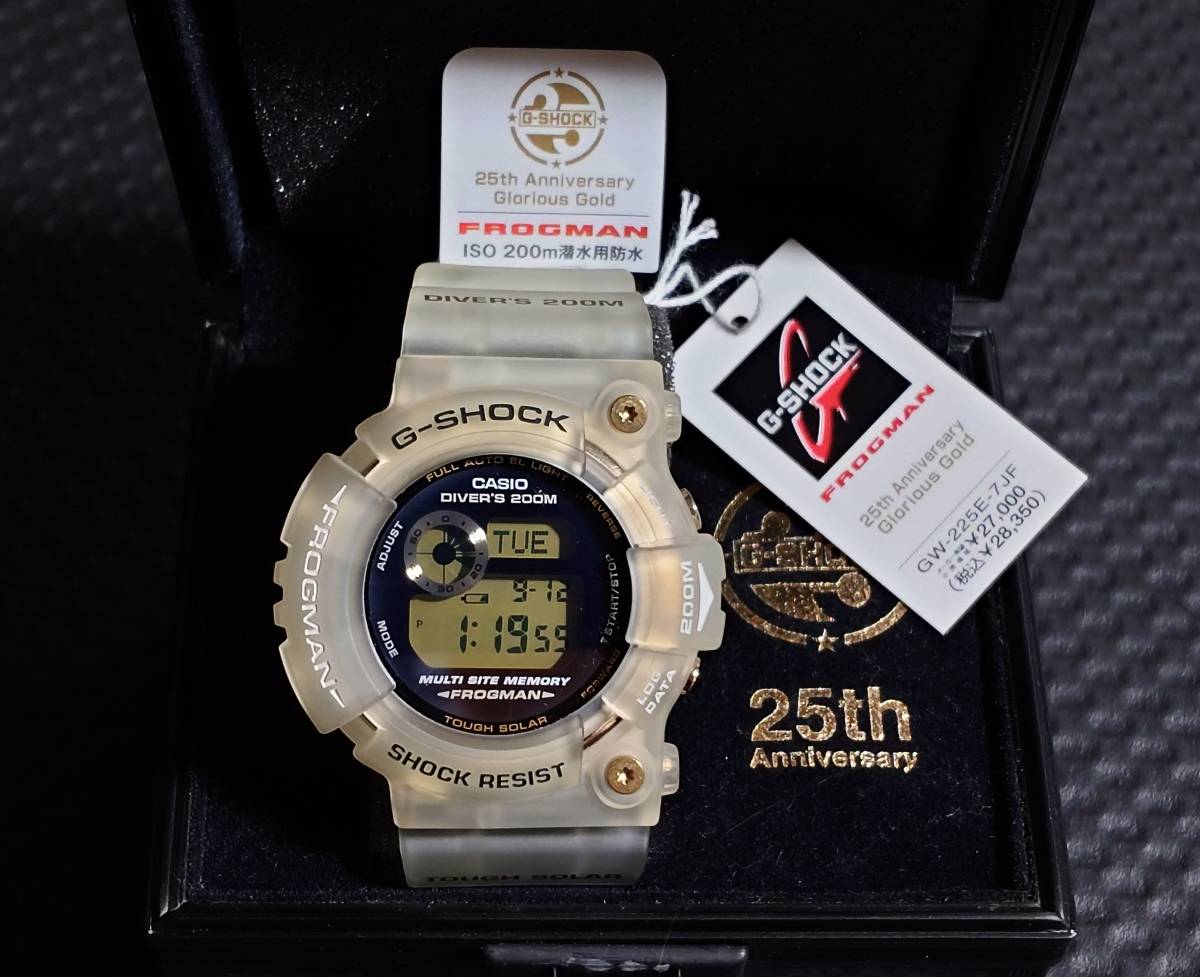 G-SHOCK
25th Anniversary
Glorious Gold
FROGMAN
ISO 200m潜水用防水
DIVER'S 200M
G-SHOCK
FROGMAN
25th Anniversary
Glorious Gold
GW-225E-7JF
¥27,000
(税込 ¥28,350)
G-SHOCK
FULL AUTO EL LIGHT
REVERSE
CASIO
DIVER'S 200M
ADJUST
TUE
FROGMAN
START/STOP
200M
1:19 55
P
MODE
MULTI SITE MEMORY
FROGMAN
FORWARD
LOG
DATA
TOUGH SOLAR
SHOCK RESIST
TOUGH SOLAR
G-SHOCK
25th
Anniversary